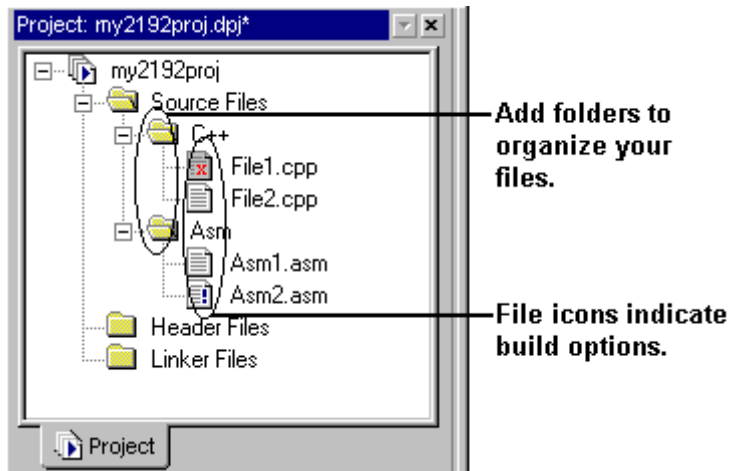 Project: my2192proj.dpj*
my2192proj
Source Files
C++
File1.cpp
File2.cpp
Asm
Asm1.asm
Asm2.asm
Header Files
Linker Files
Project
Add folders to
organize your
files.
File icons indicate
build options.